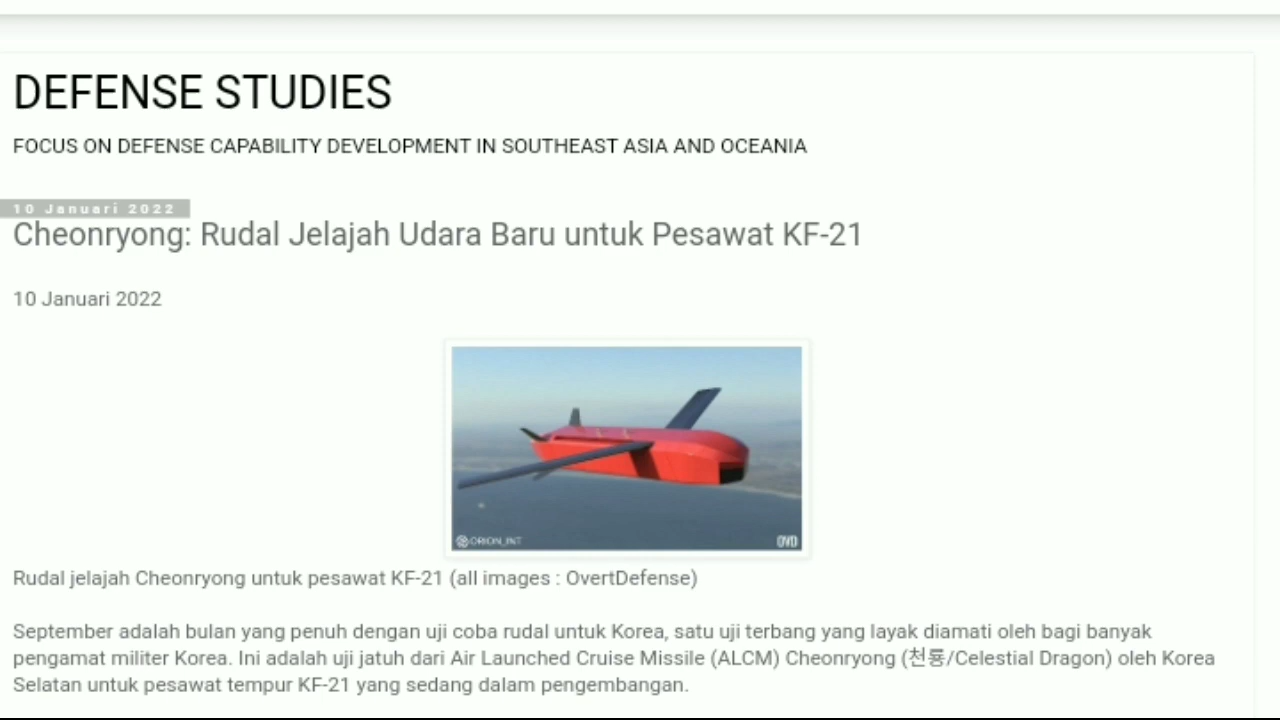 DEFENSE STUDIES
FOCUS ON DEFENSE CAPABILITY DEVELOPMENT IN SOUTHEAST ASIA AND OCEANIA
10 Januari 2022
Cheonryong: Rudal Jelajah Udara Baru untuk Pesawat KF-21
10 Januari 2022
ORION_INT
OVD
Rudal jelajah Cheonryong untuk pesawat KF-21 (all images : OvertDefense)
September adalah bulan yang penuh dengan uji coba rudal untuk Korea, satu uji terbang yang layak diamati oleh bagi banyak
pengamat militer Korea. Ini adalah uji jatuh dari Air Launched Cruise Missile (ALCM) Cheonryong (천룡/Celestial Dragon) oleh Korea
Selatan untuk pesawat tempur KF-21 yang sedang dalam pengembangan.